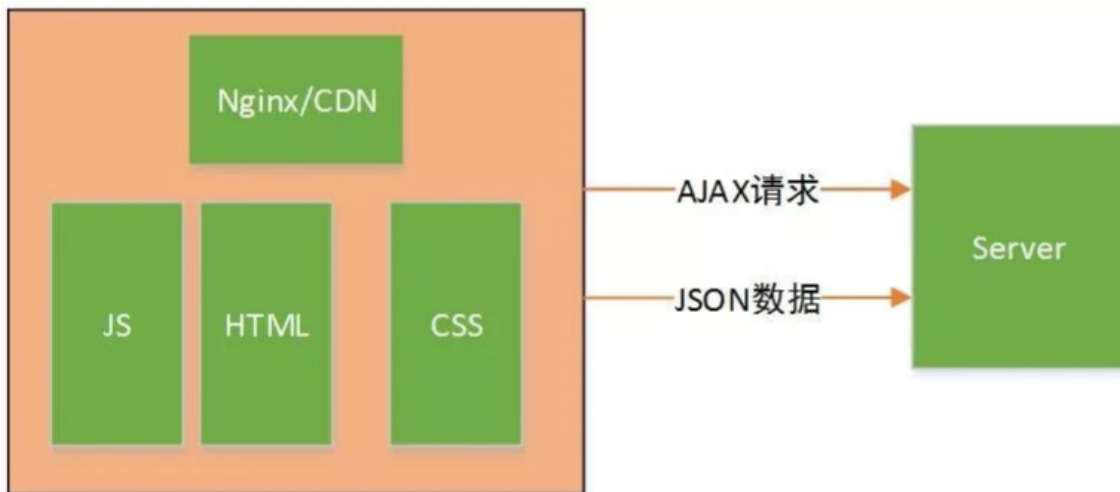 Nginx/CDN
AJAX请求
Server
JSON数据
JS
HTML
CSS